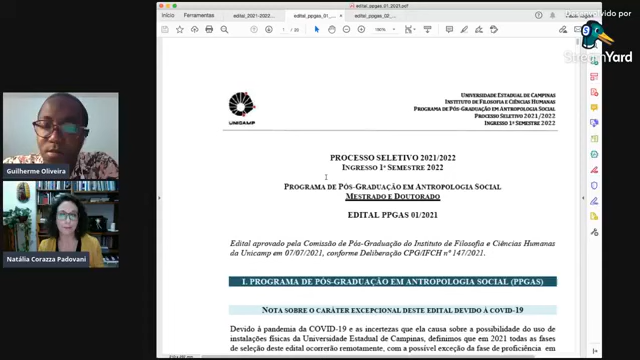 edital_ppgas_01_2021.pdf
Início
Ferramentas
edital_2021-2022...
edital_ppgas_01_...
edital_ppgas_02_...
StreamYard
UNIVERSIDADE ESTADUAL DE CAMPINAS
INSTITUTO DE FILOSOFIA E CIÊNCIAS HUMANAS
PROGRAMA DE PÓS-GRADUAÇÃO EM ANTROPOLOGIA SOCIAL
PROCESSO SELETIVO 2021/2022
INGRESSO 1º SEMESTRE 2022
UNICAMP
PROCESSO SELETIVO 2021/2022
INGRESSO 1º SEMESTRE 2022
PROGRAMA DE PÓS-GRADUAÇÃO EM ANTROPOLOGIA SOCIAL
MESTRADO E DOUTORADO
EDITAL PPGAS 01/2021
Edital aprovado pela Comissão de Pós-Graduação do Instituto de Filosofia e Ciências Humanas
da Unicamp em 07/07/2021, conforme Deliberação CPG/IFCH nº 147/2021.
I. PROGRAMA DE PÓS-GRADUAÇÃO EM ANTROPOLOGIA SOCIAL (PPGAS)
NOTA SOBRE O CARÁTER EXCEPCIONAL DESTE EDITAL DEVIDO À COVID-19
Devido à pandemia da COVID-19 e as incertezas que ela causa sobre a possibilidade do uso de
instalações físicas da Universidade Estadual de Campinas, definimos que em 2021 todas as fases
de seleção deste edital ocorrerão remotamente, com a possível exceção da fase de proficiência em
Guilherme Oliveira
Natália Corazza Padovani